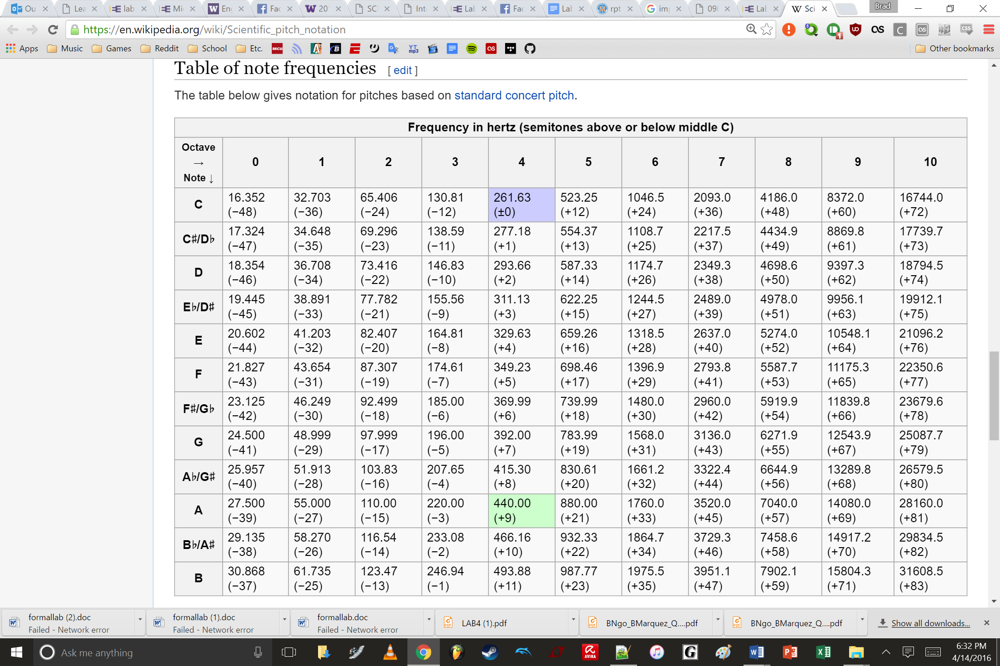 Ou Lea lab Mi En Fac 20 SC Int Lab Fac Lab rpt im 09 Lab Sci Brad
https://en.wikipedia.org/wiki/Scientific_pitch_notation
Apps Music Games Reddit School Etc. Other bookmarks
Table of note frequencies [ edit ]
The table below gives notation for pitches based on standard concert pitch.
Frequency in hertz (semitones above or below middle C)
Octave → Note ↓ 0 1 2 3 4 5 6 7 8 9 10
C 16.352 (−48) 32.703 (−36) 65.406 (−24) 130.81 (−12) 261.63 (±0) 523.25 (+12) 1046.5 (+24) 2093.0 (+36) 4186.0 (+48) 8372.0 (+60) 16744.0 (+72)
C♯/D♭ 17.324 (−47) 34.648 (−35) 69.296 (−23) 138.59 (−11) 277.18 (+1) 554.37 (+13) 1108.7 (+25) 2217.5 (+37) 4434.9 (+49) 8869.8 (+61) 17739.7 (+73)
D 18.354 (−46) 36.708 (−34) 73.416 (−22) 146.83 (−10) 293.66 (+2) 587.33 (+14) 1174.7 (+26) 2349.3 (+38) 4698.6 (+50) 9397.3 (+62) 18794.5 (+74)
E♭/D♯ 19.445 (−45) 38.891 (−33) 77.782 (−21) 155.56 (−9) 311.13 (+3) 622.25 (+15) 1244.5 (+27) 2489.0 (+39) 4978.0 (+51) 9956.1 (+63) 19912.1 (+75)
E 20.602 (−44) 41.203 (−32) 82.407 (−20) 164.81 (−8) 329.63 (+4) 659.26 (+16) 1318.5 (+28) 2637.0 (+40) 5274.0 (+52) 10548.1 (+64) 21096.2 (+76)
F 21.827 (−43) 43.654 (−31) 87.307 (−19) 174.61 (−7) 349.23 (+5) 698.46 (+17) 1396.9 (+29) 2793.8 (+41) 5587.7 (+53) 11175.3 (+65) 22350.6 (+77)
F♯/G♭ 23.125 (−42) 46.249 (−30) 92.499 (−18) 185.00 (−6) 369.99 (+6) 739.99 (+18) 1480.0 (+30) 2960.0 (+42) 5919.9 (+54) 11839.8 (+66) 23679.6 (+78)
G 24.500 (−41) 48.999 (−29) 97.999 (−17) 196.00 (−5) 392.00 (+7) 783.99 (+19) 1568.0 (+31) 3136.0 (+43) 6271.9 (+55) 12543.9 (+67) 25087.7 (+79)
A♭/G♯ 25.957 (−40) 51.913 (−28) 103.83 (−16) 207.65 (−4) 415.30 (+8) 830.61 (+20) 1661.2 (+32) 3322.4 (+44) 6644.9 (+56) 13289.8 (+68) 26579.5 (+80)
A 27.500 (−39) 55.000 (−27) 110.00 (−15) 220.00 (−3) 440.00 (+9) 880.00 (+21) 1760.0 (+33) 3520.0 (+45) 7040.0 (+57) 14080.0 (+69) 28160.0 (+81)
B♭/A♯ 29.135 (−38) 58.270 (−26) 116.54 (−14) 233.08 (−2) 466.16 (+10) 932.33 (+22) 1864.7 (+34) 3729.3 (+46) 7458.6 (+58) 14917.2 (+70) 29834.5 (+82)
B 30.868 (−37) 61.735 (−25) 123.47 (−13) 246.94 (−1) 493.88 (+11) 987.77 (+23) 1975.5 (+35) 3951.1 (+47) 7902.1 (+59) 15804.3 (+71) 31608.5 (+83)
formallab (2).doc formallab (1).doc formallab.doc LAB4 (1).pdf BNgo_BMarquez_Q....pdf BNgo_BMarquez_Q....pdf Show all downloads...
Failed - Network error Failed - Network error Failed - Network error
Ask me anything 6:32 PM
4/14/2016